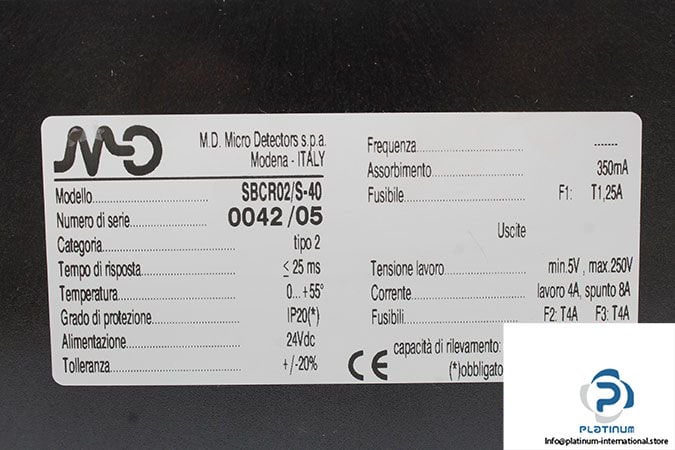 MD
M.D. Micro Detectors s.p.a.
Modena - ITALY
Modello SBCR02/S-40
Numero di serie 0042/05
Categoria tipo 2
Tempo di risposta ≤ 25 ms
Temperatura 0...+55°
Grado di protezione IP20(*)
Alimentazione 24Vdc
Tolleranza +/-20%
Frequenza -------
Assorbimento 350mA
Fusibile F1: T1,25A
Uscite
Tensione lavoro min.5V , max.250V
Corrente lavoro 4A, spunto 8A
Fusibili F2: T4A F3: T4A
CE
capacità di rilevamento:
(*)obbligato
PLATINUM
Info@platinum-international.store